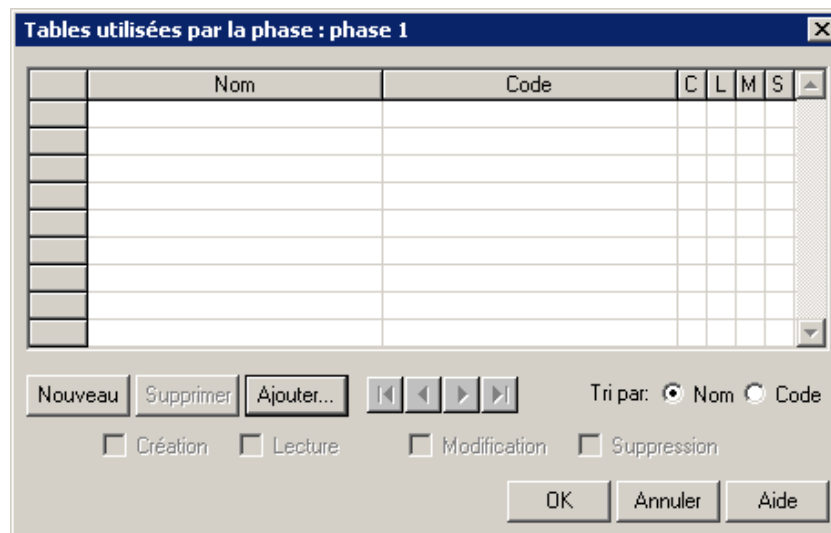 Tables utilisées par la phase : phase 1
Nom Code C L M S
Nouveau Supprimer Ajouter... Tri par: Nom Code
Création Lecture Modification Suppression
OK Annuler Aide